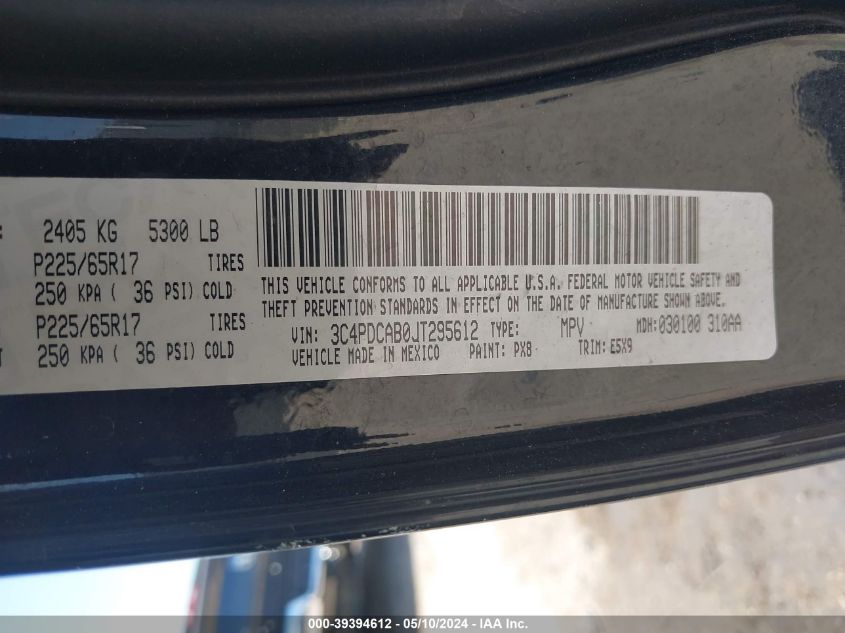 2405 KG 5300 LB
P225/65R17 TIRES
250 KPA ( 36 PSI) COLD
P225/65R17 TIRES
250 KPA ( 36 PSI) COLD
THIS VEHICLE CONFORMS TO ALL APPLICABLE U.S.A. FEDERAL MOTOR VEHICLE SAFETY AND
THEFT PREVENTION STANDARDS IN EFFECT ON THE DATE OF MANUFACTURE SHOWN ABOVE.
VIN: 3C4PDCAB0JT295612 TYPE: MPV MDH: 030100 310AA
VEHICLE MADE IN MEXICO PAINT: PX8 TRIM: E5X9
000-39394612 / 05/10/2024 - IAA, Inc.